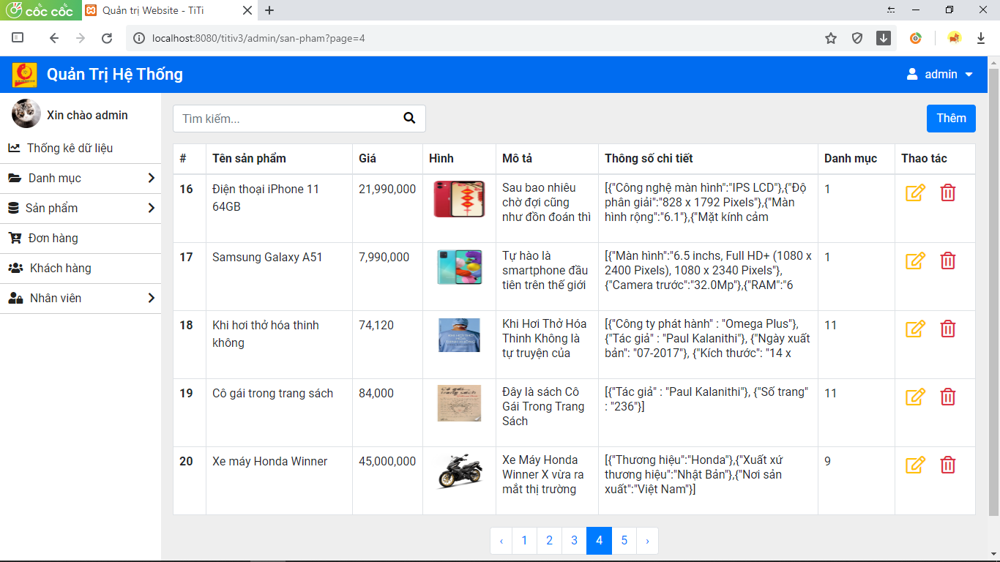 cốc cốc
Quản trị Website - TiTi
localhost:8080/titiv3/admin/san-pham?page=4
Quản Trị Hệ Thống
admin
Xin chào admin
Thống kê dữ liệu
Danh mục
Sản phẩm
Đơn hàng
Khách hàng
Nhân viên
Tìm kiếm...
Thêm
# Tên sản phẩm Giá Hình Mô tả Thông số chi tiết Danh mục Thao tác
16 Điện thoại iPhone 11 21,990,000 Sau bao nhiêu [{"Công nghệ màn hình":"IPS LCD"},{"Độ 1
64GB chờ đợi cũng phân giải":"828 x 1792 Pixels"},{"Màn
như đồn đoán thì hình rộng":"6.1"},{"Mặt kính cảm
17 Samsung Galaxy A51 7,990,000 Tự hào là [{"Màn hình":"6.5 inchs, Full HD+ (1080 x 1
smartphone đầu 2400 Pixels), 1080 x 2340 Pixels"},
tiên trên thế giới {"Camera trước":"32.0Mp"},{"RAM":"6
18 Khi hơi thở hóa thinh 74,120 Khi Hơi Thở Hóa [{"Công ty phát hành" : "Omega Plus"}, 11
không Thinh Không là {"Tác giả" : "Paul Kalanithi"}, {"Ngày xuất
tự truyện của bản": "07-2017"}, {"Kích thước": "14 x
19 Cô gái trong trang sách 84,000 Đây là sách Cô [{"Tác giả" : "Paul Kalanithi"}, {"Số trang" 11
Gái Trong Trang : "236"}]
Sách
Cô gái
trong trang sách
20 Xe máy Honda Winner 45,000,000 Xe Máy Honda [{"Thương hiệu":"Honda"},{"Xuất xứ 9
Winner X vừa ra thương hiệu":"Nhật Bản"},{"Nơi sản
mắt thị trường xuất":"Việt Nam"}]
‹ 1 2 3 4 5 ›